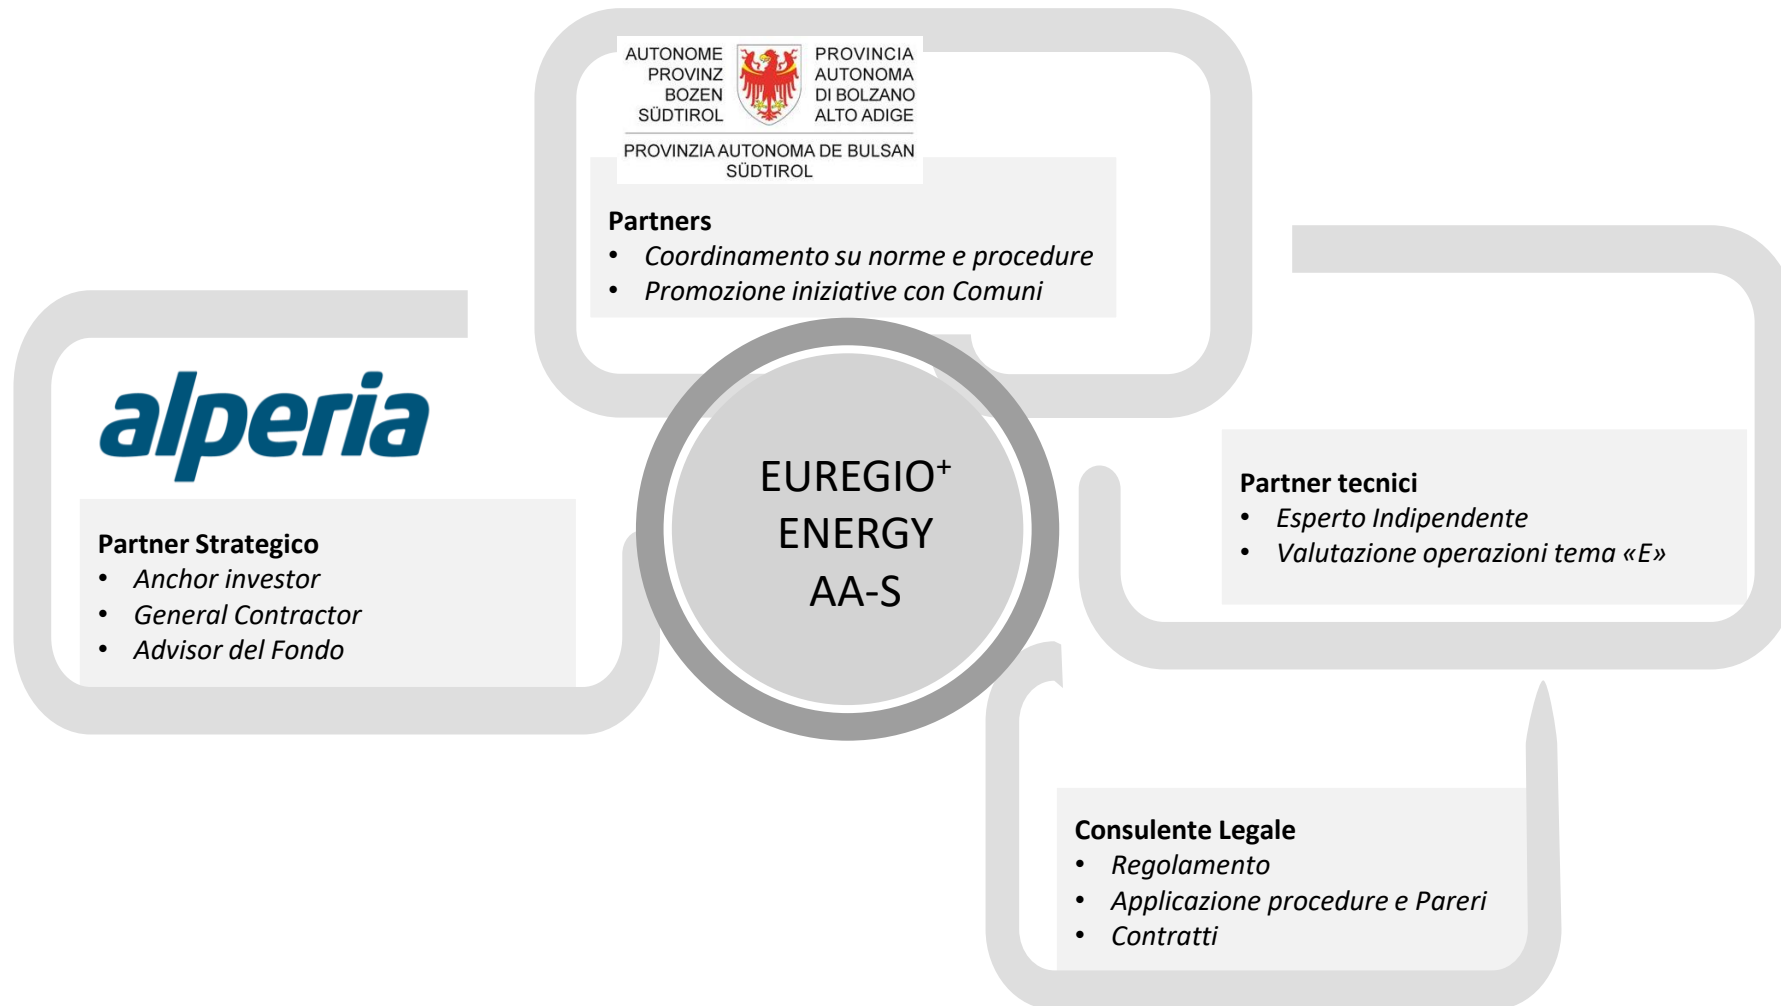 AUTONOME
PROVINZ
BOZEN
SÜDTIROL
PROVINCIA
AUTONOMA
DI BOLZANO
ALTO ADIGE
PROVINZIA AUTONOMA DE BULSAN
SÜDTIROL
Partners
• Coordinamento su norme e procedure
• Promozione iniziative con Comuni
alperia
Partner Strategico
• Anchor investor
• General Contractor
• Advisor del Fondo
EUREGIO⁺
ENERGY
AA-S
Partner tecnici
• Esperto Indipendente
• Valutazione operazioni tema «E»
Consulente Legale
• Regolamento
• Applicazione procedure e Pareri
• Contratti